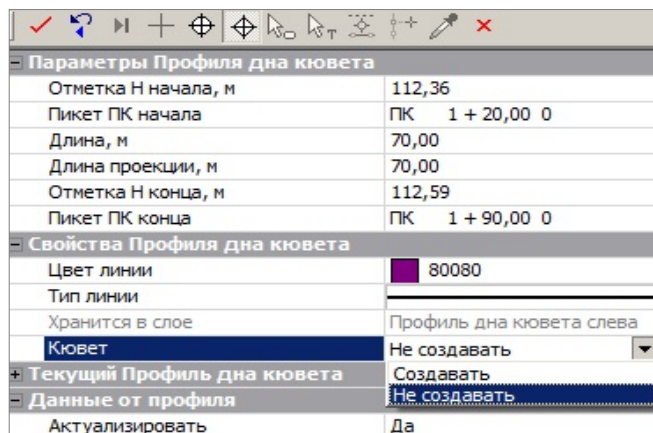 Параметры Профиля дна кювета
Отметка Н начала, м 112,36
Пикет ПК начала ПК 1 + 20,00 0
Длина, м 70,00
Длина проекции, м 70,00
Отметка Н конца, м 112,59
Пикет ПК конца ПК 1 + 90,00 0
Свойства Профиля дна кювета
Цвет линии 80080
Тип линии
Хранится в слое Профиль дна кювета слева
Кювет Не создавать
Создавать
Текущий Профиль дна кювета
Не создавать
Данные от профиля
Актуализировать Да